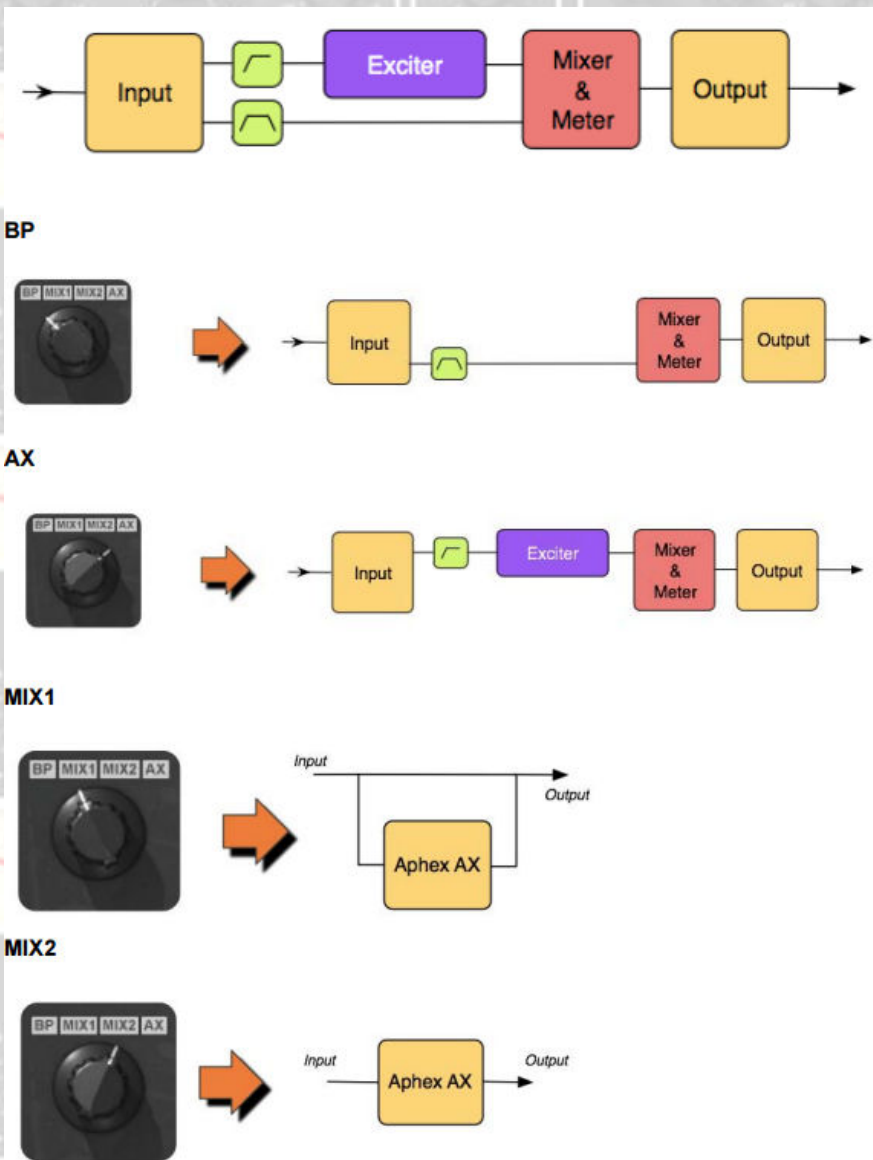 Input
Exciter
Mixer
&
Meter
Output
BP
BP MIX1 MIX2 AX
Input
Mixer
&
Meter
Output
AX
BP MIX1 MIX2 AX
Input
Exciter
Mixer
&
Meter
Output
MIX1
BP MIX1 MIX2 AX
Input
Output
Aphex AX
MIX2
BP MIX1 MIX2 AX
Input
Aphex AX
Output